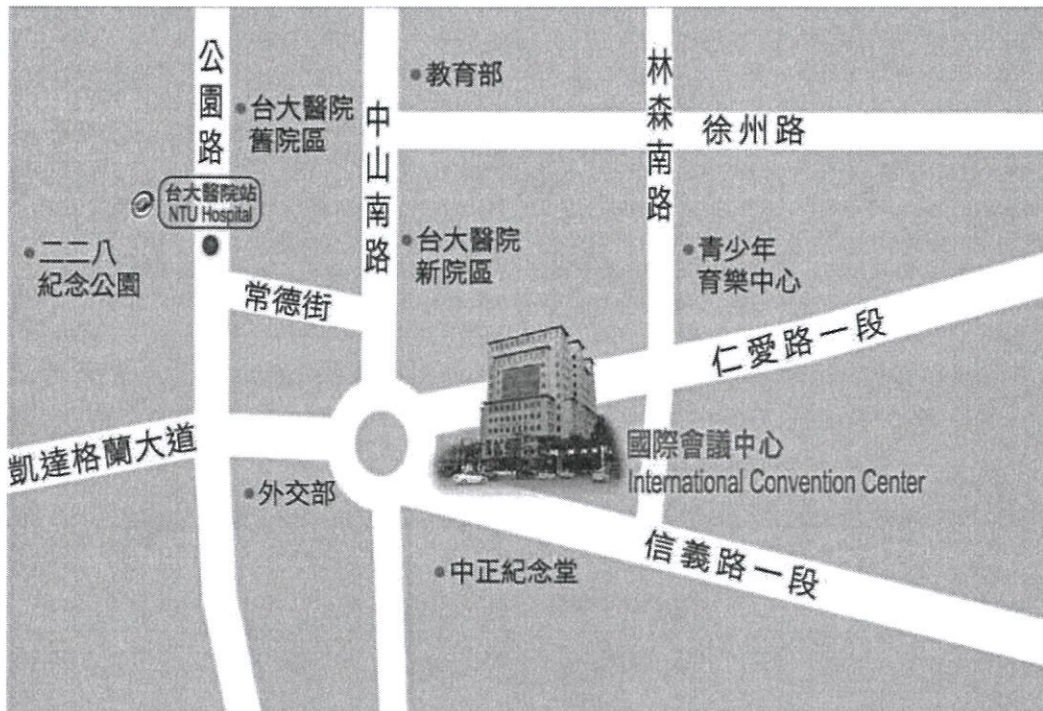 公園路
中山南路
林森南路
教育部
台大醫院
舊院區
徐州路
台大醫院站
NTU Hospital
二二八
紀念公園
台大醫院
新院區
青少年
育樂中心
常德街
仁愛路一段
凱達格蘭大道
國際會議中心
International Convention Center
外交部
信義路一段
中正紀念堂